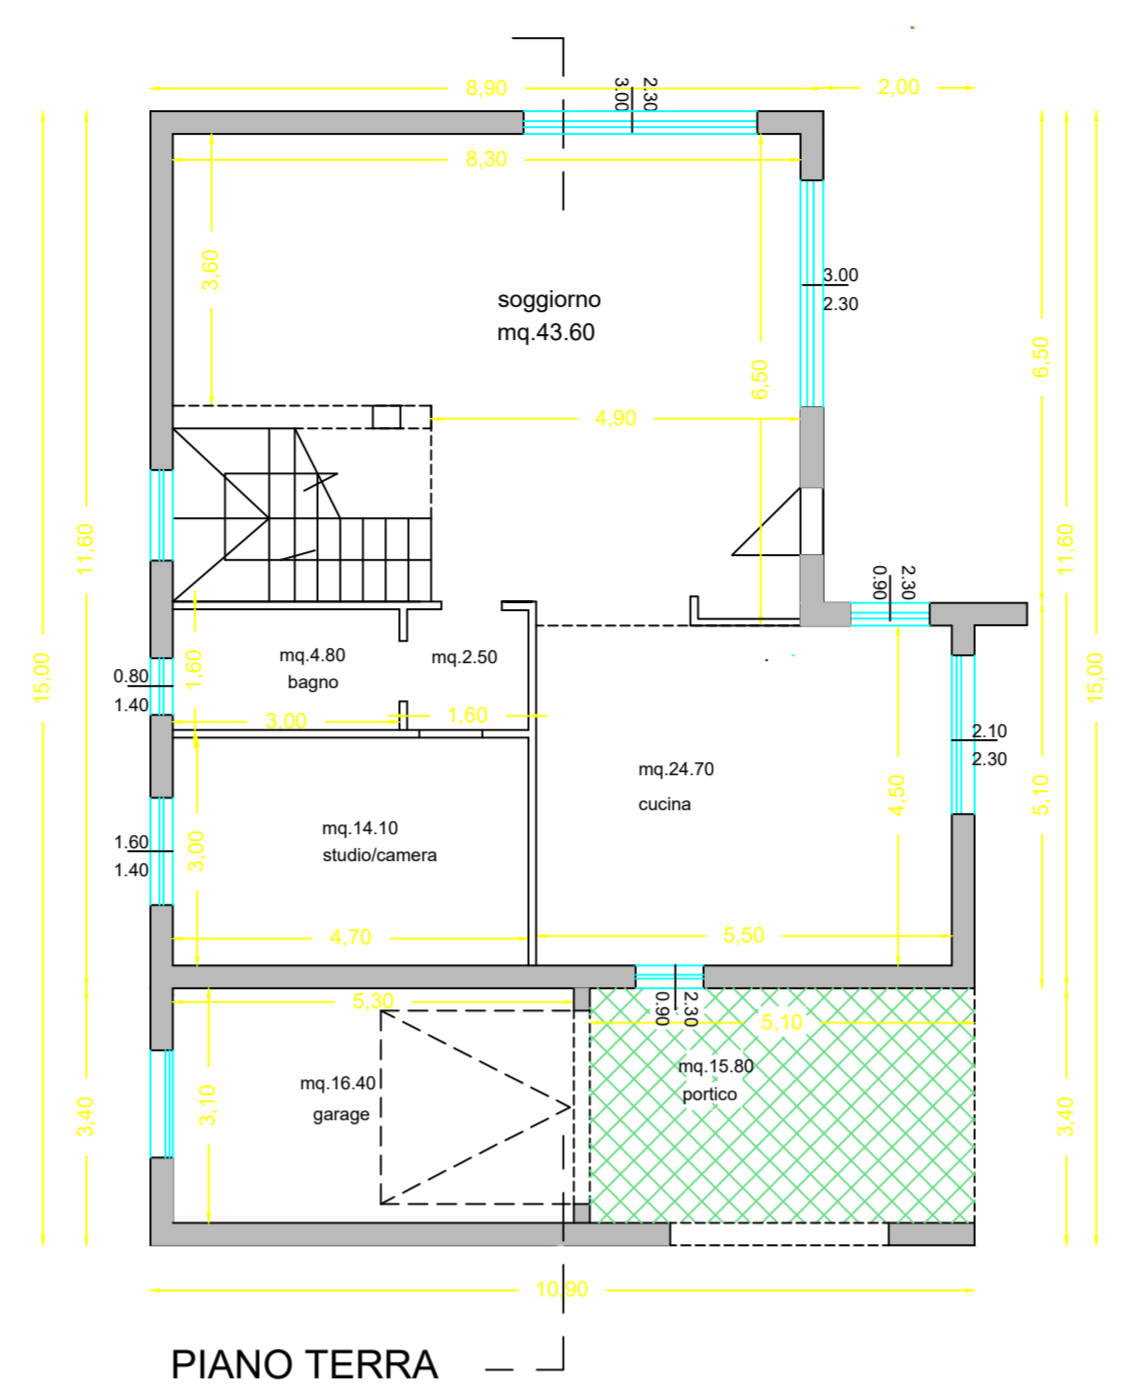 8,90
2,00
3.00
2.30
8,30
3,60
soggiorno
mq.43.60
3.00
2.30
6,50
6,50
4,90
11,60
11,60
0.90
2.30
15,00
15,00
mq.4.80
bagno
mq.2.50
1,60
0.80
1.40
3,00
1,60
2.10
2.30
mq.24.70
cucina
4,50
5,10
mq.14.10
studio/camera
1.60
1.40
3,00
4,70
5,50
5,30
0.90
2.30
5,10
mq.15.80
portico
mq.16.40
garage
3,10
3,40
3,40
10,90
PIANO TERRA